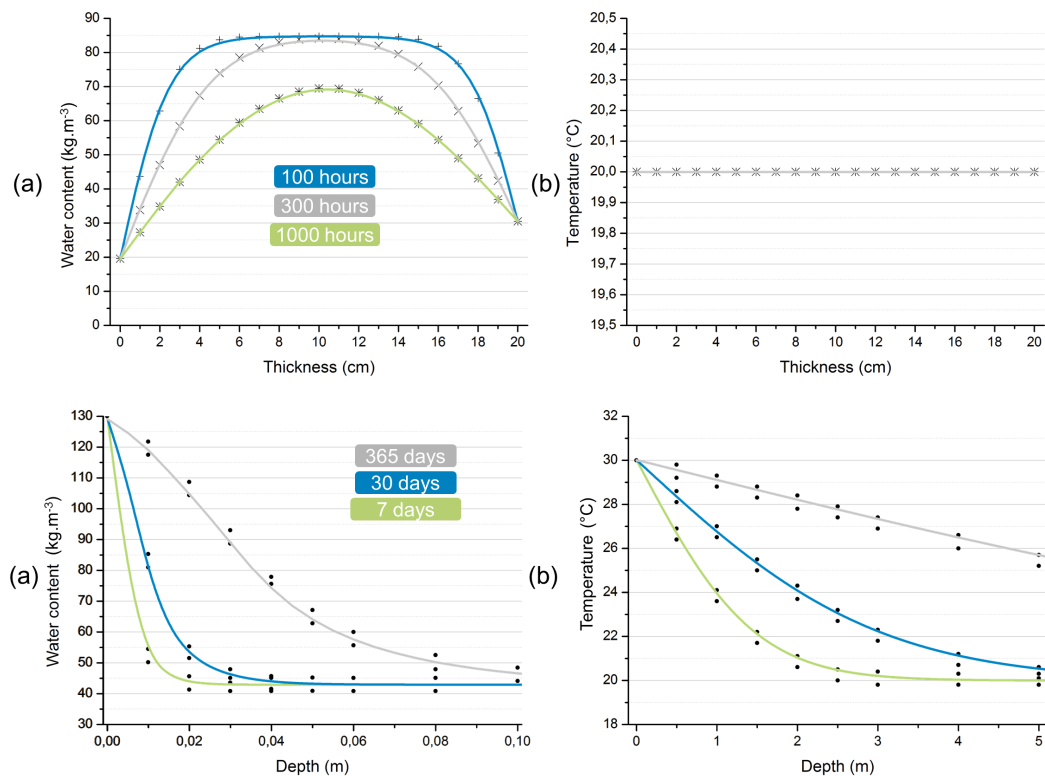 90
80
70
60
50
40
30
20
10
0
Water content (kg.m-3)
(a)
100 hours
300 hours
1000 hours
0 2 4 6 8 10 12 14 16 18 20
Thickness (cm)
20,5
20,4
20,3
20,2
20,1
20,0
19,9
19,8
19,7
19,6
19,5
Temperature (°C)
(b)
0 2 4 6 8 10 12 14 16 18 20
Thickness (cm)
130
120
110
100
90
80
70
60
50
40
30
Water content (kg.m-3)
(a)
365 days
30 days
7 days
0,00 0,02 0,04 0,06 0,08 0,10
Depth (m)
32
30
28
26
24
22
20
18
Temperature (°C)
(b)
0 1 2 3 4 5
Depth (m)